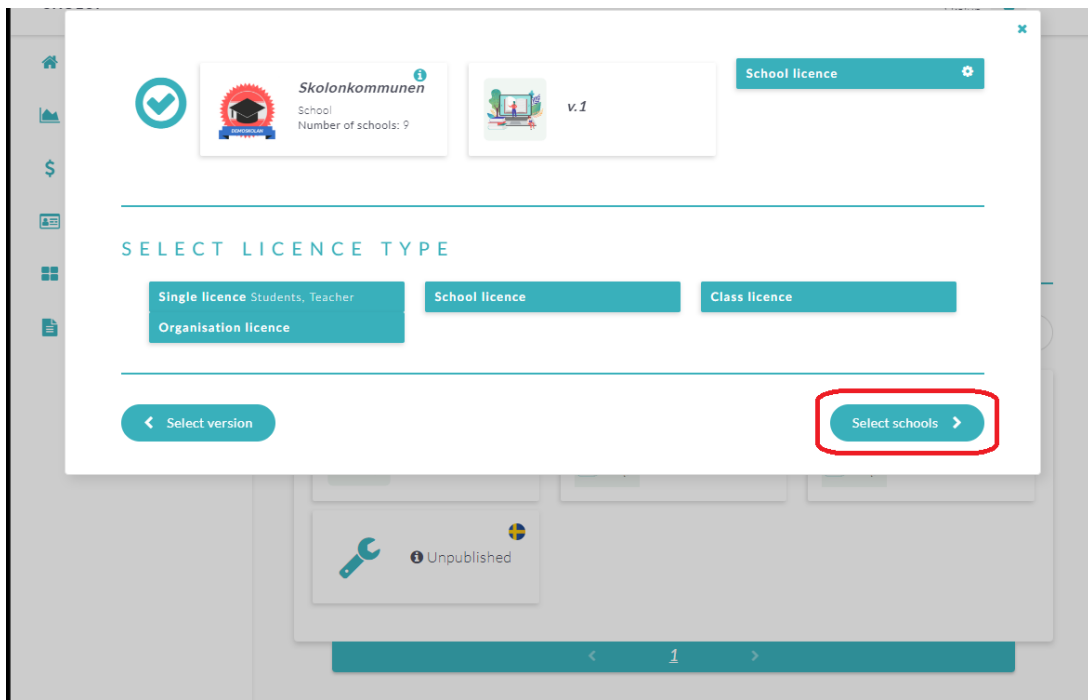 Skolonkommunen
School
Number of schools: 9
DEMOSKOLAN
v.1
School licence
SELECT LICENCE TYPE
Single licence Students, Teacher
School licence
Class licence
Organisation licence
Select version
Select schools
Unpublished
1